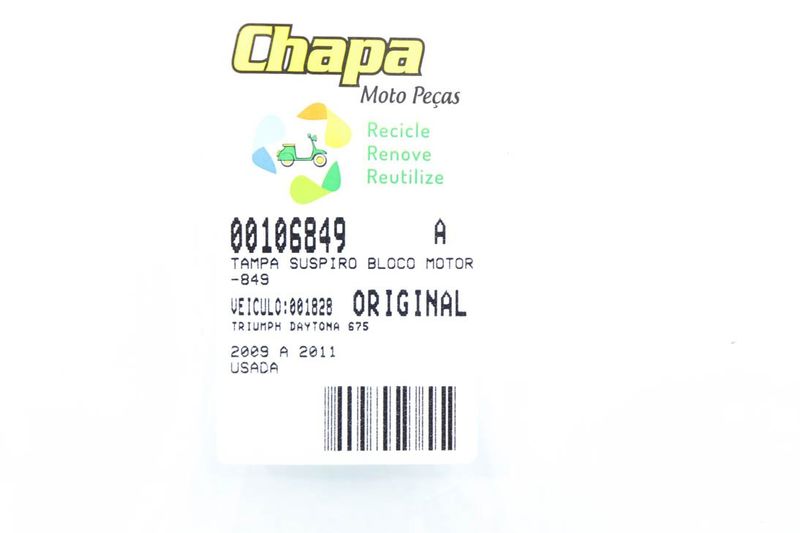 Chapa
Moto Peças
Recicle
Renove
Reutilize
00106849 A
TAMPA SUSPIRO BLOCO MOTOR
-849
VEICULO:001828 ORIGINAL
TRIUMPH DAYTONA 675
2009 A 2011
USADA